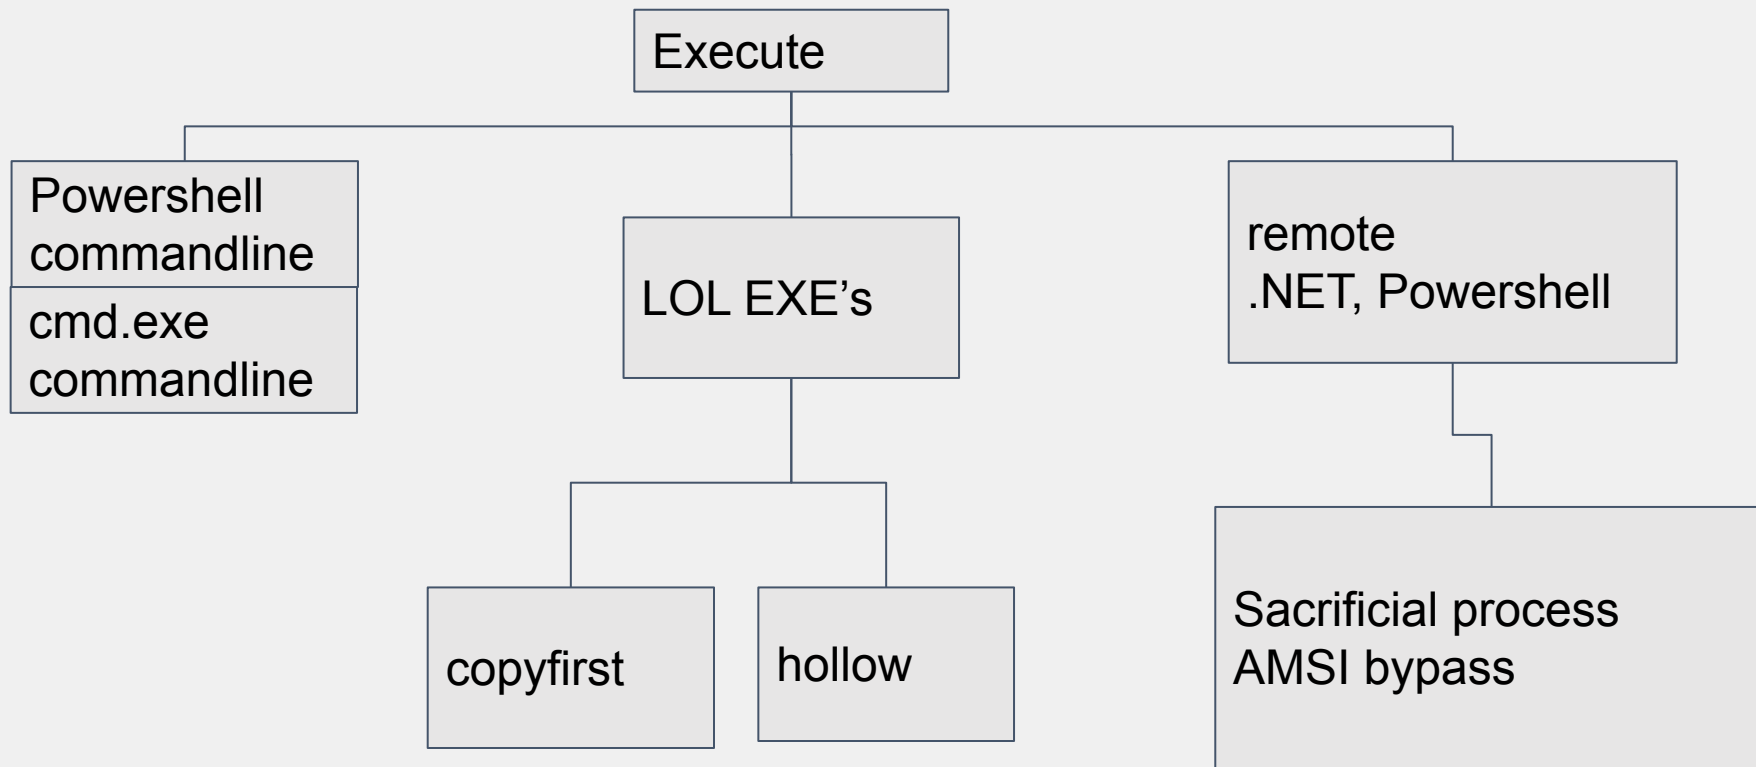 Execute
Powershell
commandline
cmd.exe
commandline
LOL EXE’s
remote
.NET, Powershell
copyfirst
hollow
Sacrificial process
AMSI bypass